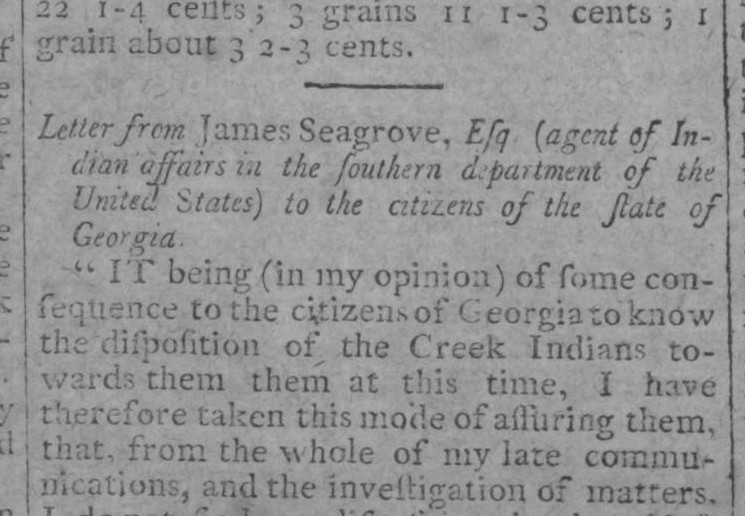 22 1-4 cents; 3 grains 11 1-3 cents; 1
grain about 3 2-3 cents.
Letter from James Seagrove, Eſq (agent of In-
dian affairs in the ſouthern department of the
United States) to the citizens of the ſtate of
Georgia.
“ IT being (in my opinion) of ſome con-
ſequence to the citizens of Georgia to know
the diſpoſition of the Creek Indians to-
wards them them at this time, I have
therefore taken this mode of aſſuring them,
that, from the whole of my late commu-
nications, and the inveſtigation of matters,